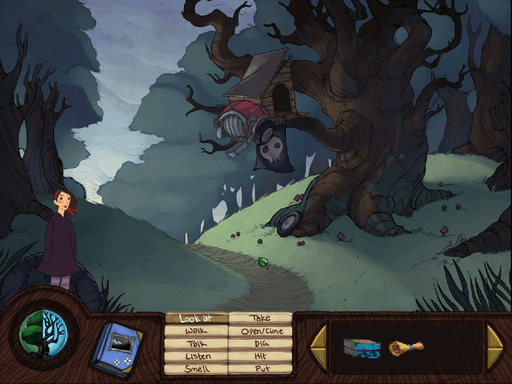 Look at Take
Walk Open/Close
Talk Dig
Listen Hit
Smell Put